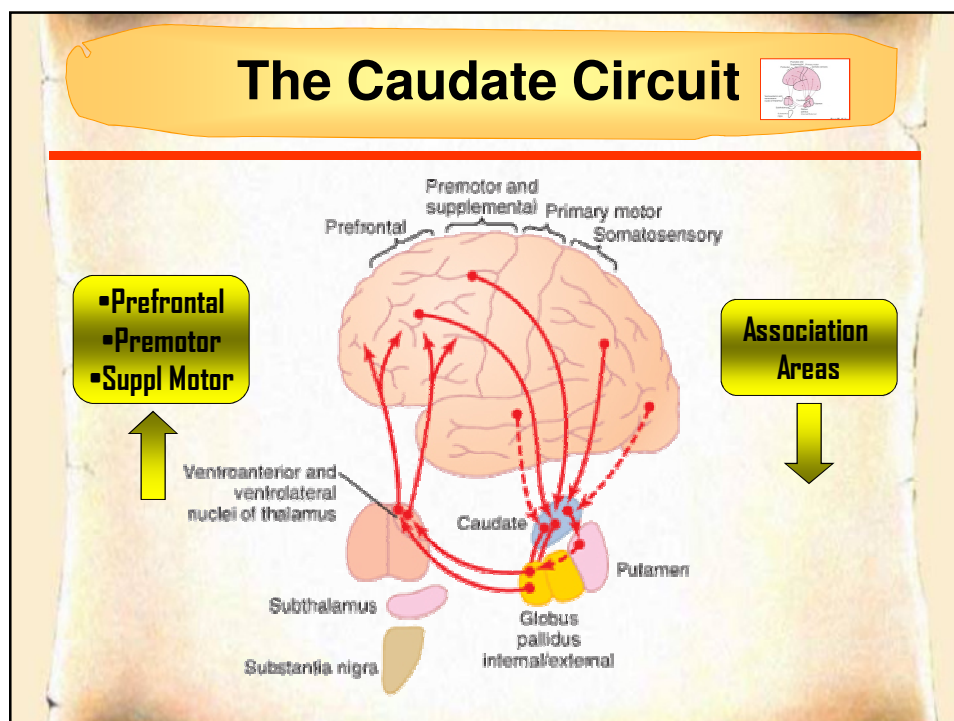 The Caudate Circuit
Premotor and
supplemental
Primary motor
Prefrontal
Somatosensory
•Prefrontal
•Premotor
•Suppl Motor
Association
Areas
Ventroanterior and
ventrolateral
nuclei of thalamus
Caudate
Putamen
Subthalamus
Globus
pallidus
internal/external
Substantia nigra